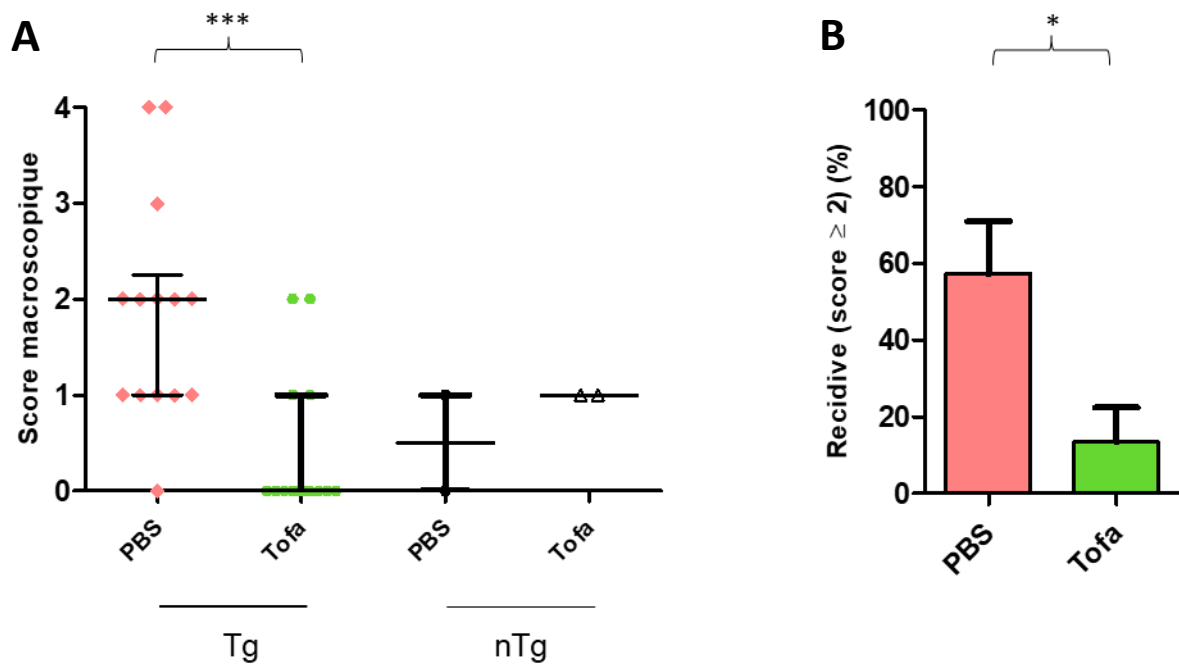 A
***
Score macroscopique
4
3
2
1
0
PBS
Tofa
PBS
Tofa
Tg
nTg
B
*
Recidive (score ≥ 2) (%)
100
80
60
40
20
0
PBS
Tofa